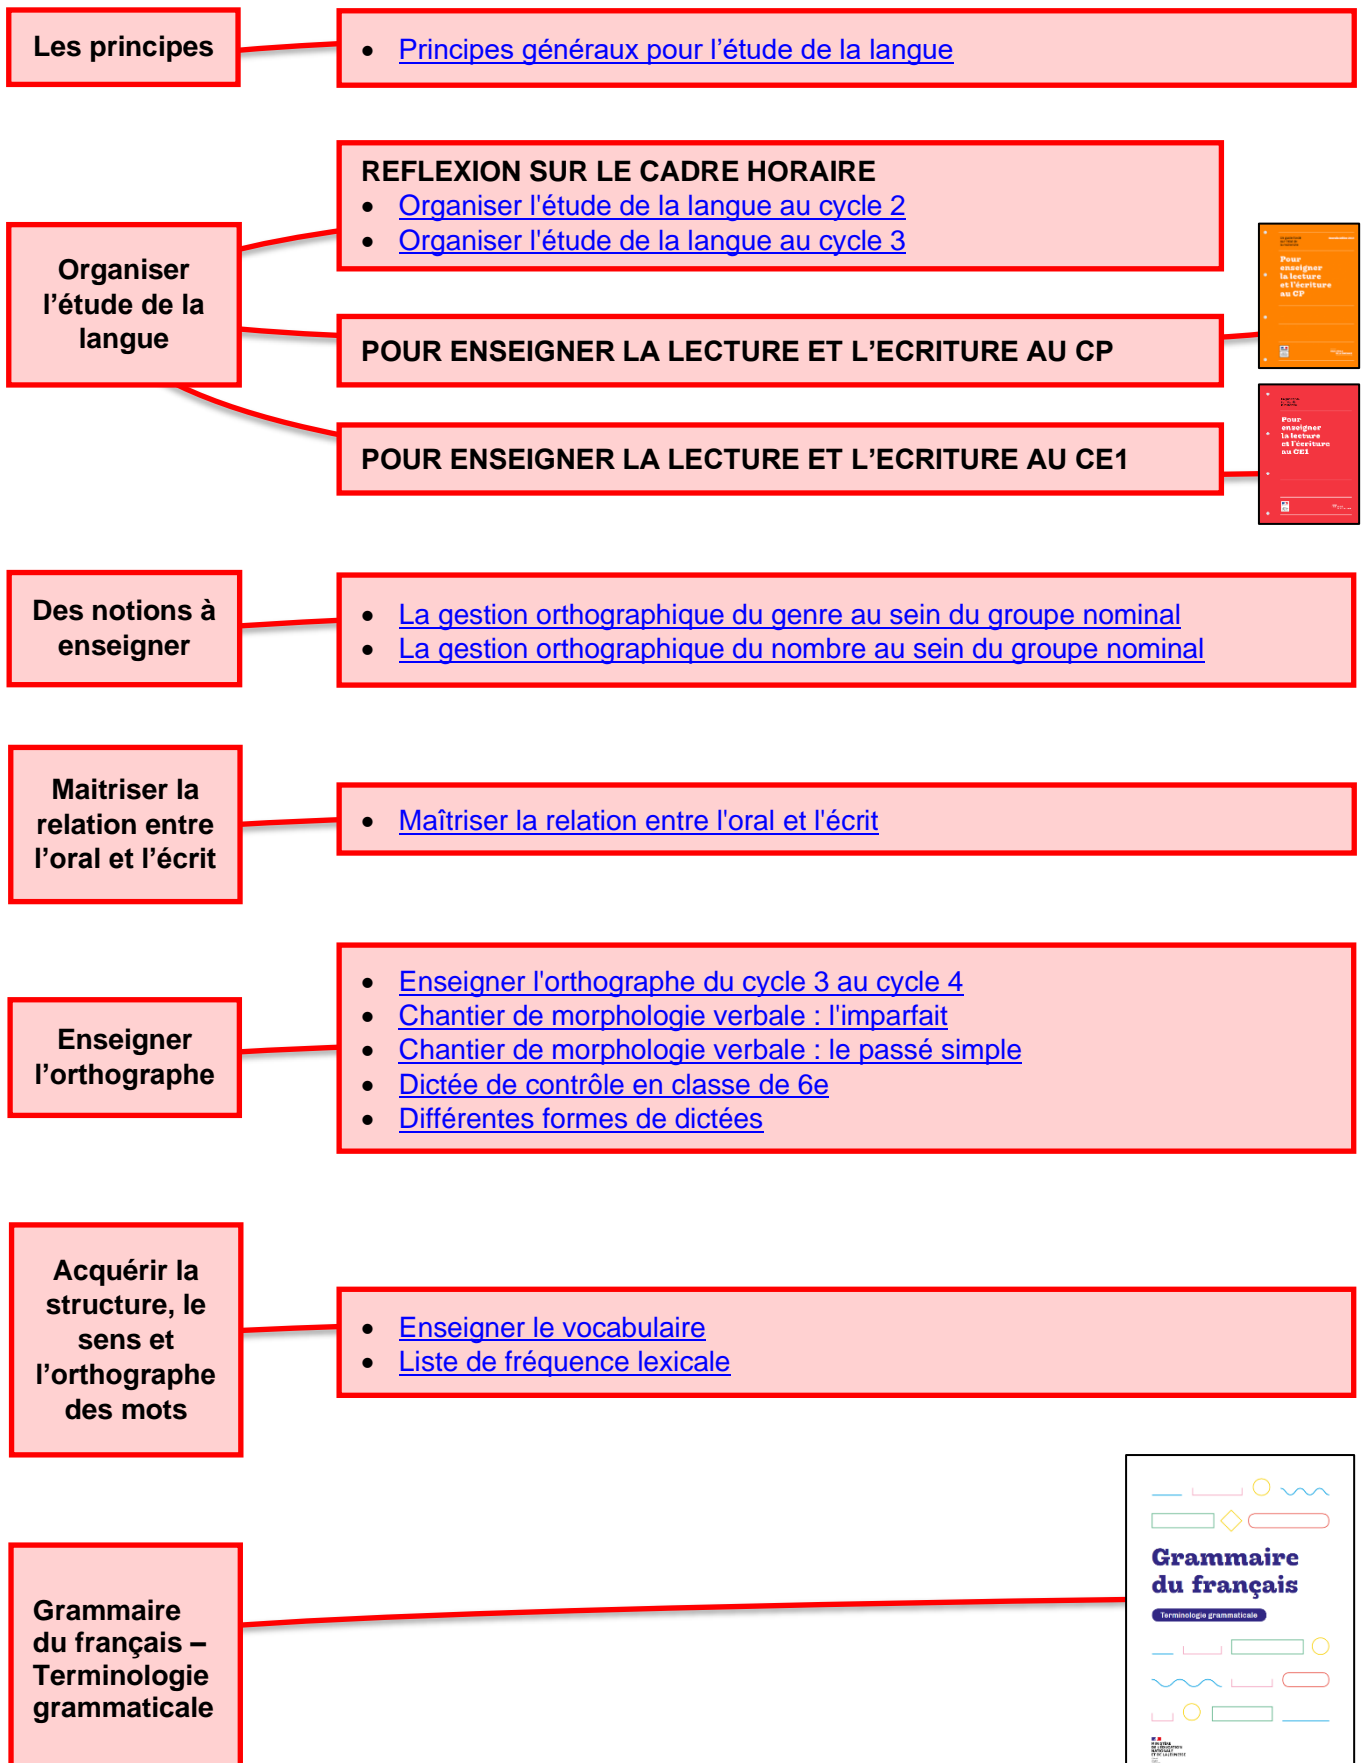 Les principes
• Principes généraux pour l’étude de la langue
REFLEXION SUR LE CADRE HORAIRE
• Organiser l'étude de la langue au cycle 2
• Organiser l'étude de la langue au cycle 3
Organiser
l’étude de la
langue
Pour
enseigner
la lecture
et l'écriture
au CP
POUR ENSEIGNER LA LECTURE ET L’ECRITURE AU CP
POUR ENSEIGNER LA LECTURE ET L’ECRITURE AU CE1
Pour
enseigner
la lecture
et l'écriture
au CE1
Des notions à
enseigner
• La gestion orthographique du genre au sein du groupe nominal
• La gestion orthographique du nombre au sein du groupe nominal
Maitriser la
relation entre
l’oral et l’écrit
• Maîtriser la relation entre l'oral et l'écrit
Enseigner
l’orthographe
• Enseigner l'orthographe du cycle 3 au cycle 4
• Chantier de morphologie verbale : l'imparfait
• Chantier de morphologie verbale : le passé simple
• Dictée de contrôle en classe de 6e
• Différentes formes de dictées
Acquérir la
structure, le
sens et
l’orthographe
des mots
• Enseigner le vocabulaire
• Liste de fréquence lexicale
Grammaire
du français –
Terminologie
grammaticale
Grammaire
du français
Terminologie grammaticale
MINISTÈRE
DE L'ÉDUCATION
NATIONALE
ET DE LA JEUNESSE